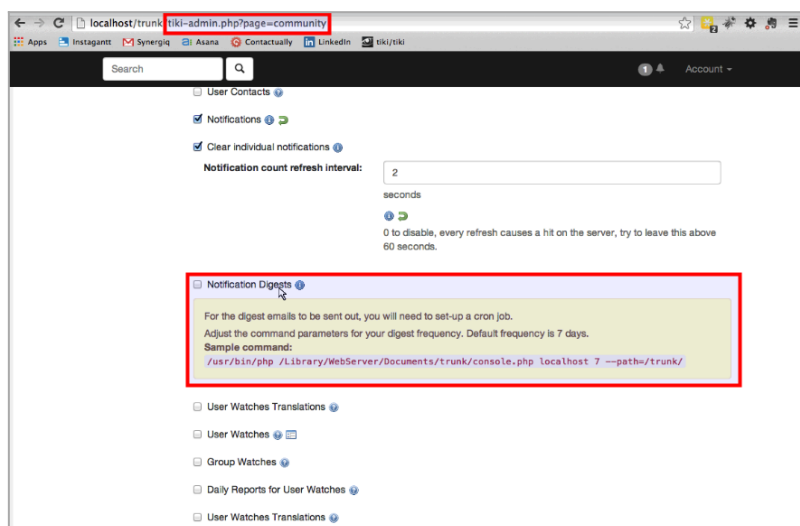 localhost/trunk/tiki-admin.php?page=community
2
Apps Instagantt Synergiq Asana Contactually LinkedIn tiki/tiki
Search
1
Account
User Contacts
Notifications
Clear individual notifications
Notification count refresh interval:
2
seconds
0 to disable, every refresh causes a hit on the server, try to leave this above
60 seconds.
Notification Digests
For the digest emails to be sent out, you will need to set-up a cron job.
Adjust the command parameters for your digest frequency. Default frequency is 7 days.
Sample command:
/usr/bin/php /Library/WebServer/Documents/trunk/console.php localhost 7 --path=/trunk/
User Watches Translations
User Watches
Group Watches
Daily Reports for User Watches
User Watches Translations